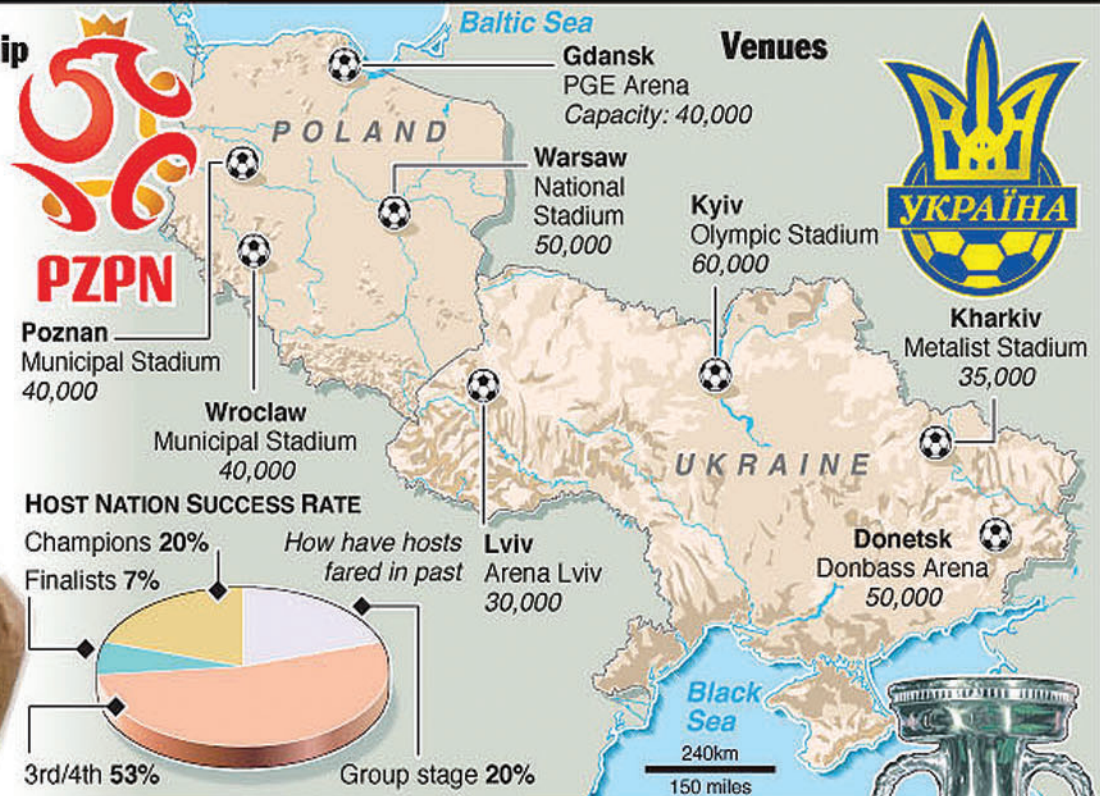 ip
Baltic Sea
Venues
Gdansk
PGE Arena
Capacity: 40,000
POLAND
Warsaw
National
Stadium
50,000
Kyiv
Olympic Stadium
60,000
УКРАЇНА
PZPN
Poznan
Municipal Stadium
40,000
Kharkiv
Metalist Stadium
35,000
Wroclaw
Municipal Stadium
40,000
UKRAINE
HOST NATION SUCCESS RATE
Champions 20%
Finalists 7%
How have hosts
fared in past
Lviv
Arena Lviv
30,000
Donetsk
Donbass Arena
50,000
Black
Sea
240km
150 miles
3rd/4th 53%
Group stage 20%